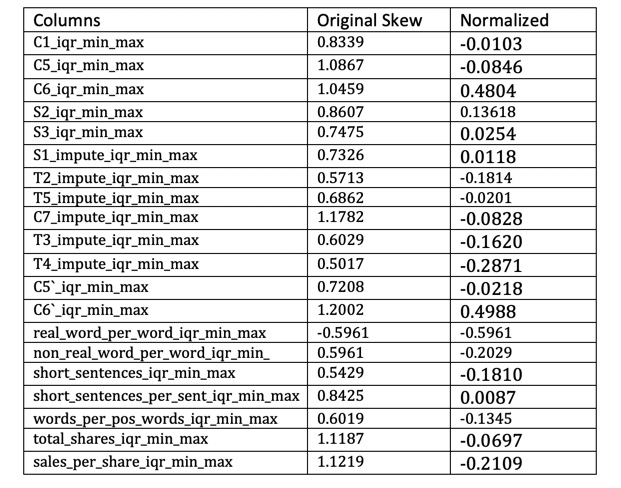 Columns Original Skew Normalized
C1_iqr_min_max 0.8339 -0.0103
C5_iqr_min_max 1.0867 -0.0846
C6_iqr_min_max 1.0459 0.4804
S2_iqr_min_max 0.8607 0.13618
S3_iqr_min_max 0.7475 0.0254
S1_impute_iqr_min_max 0.7326 0.0118
T2_impute_iqr_min_max 0.5713 -0.1814
T5_impute_iqr_min_max 0.6862 -0.0201
C7_impute_iqr_min_max 1.1782 -0.0828
T3_impute_iqr_min_max 0.6029 -0.1620
T4_impute_iqr_min_max 0.5017 -0.2871
C5`_iqr_min_max 0.7208 -0.0218
C6`_iqr_min_max 1.2002 0.4988
real_word_per_word_iqr_min_max -0.5961 -0.5961
non_real_word_per_word_iqr_min_ 0.5961 -0.2029
short_sentences_iqr_min_max 0.5429 -0.1810
short_sentences_per_sent_iqr_min_max 0.8425 0.0087
words_per_pos_words_iqr_min_max 0.6019 -0.1345
total_shares_iqr_min_max 1.1187 -0.0697
sales_per_share_iqr_min_max 1.1219 -0.2109